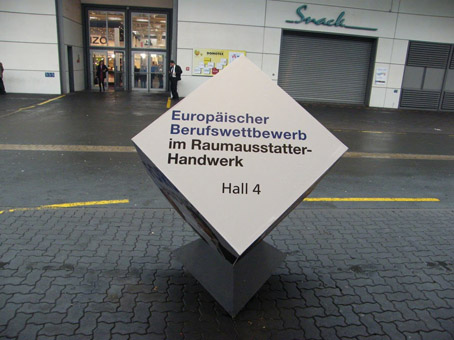 Snack
Europäischer
Berufswettbewerb
im Raumausstatter-
Handwerk
Hall 4